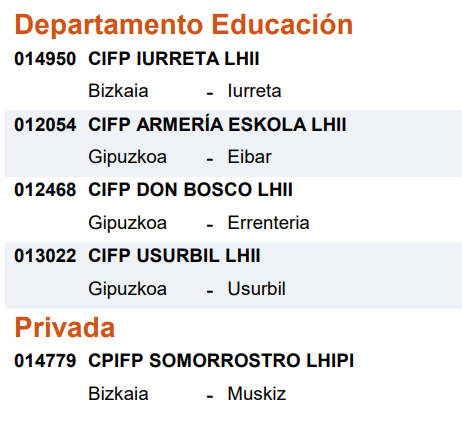 Departamento Educación
014950 CIFP IURRETA LHII
Bizkaia - Iurreta
012054 CIFP ARMERÍA ESKOLA LHII
Gipuzkoa - Eibar
012468 CIFP DON BOSCO LHII
Gipuzkoa - Errenteria
013022 CIFP USURBIL LHII
Gipuzkoa - Usurbil
Privada
014779 CPIFP SOMORROSTRO LHIPI
Bizkaia - Muskiz